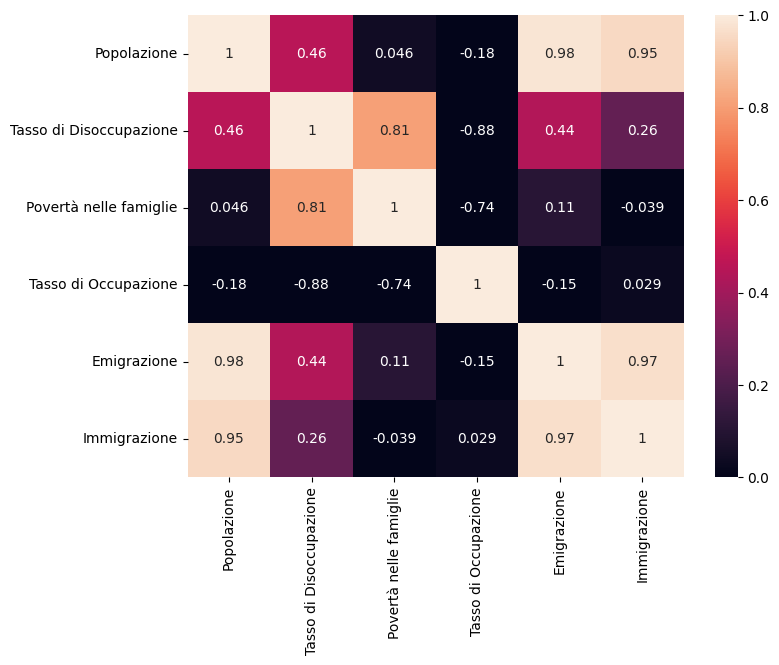 Popolazione 1 0.46 0.046 -0.18 0.98 0.95
Tasso di Disoccupazione 0.46 1 0.81 -0.88 0.44 0.26
Povertà nelle famiglie 0.046 0.81 1 -0.74 0.11 -0.039
Tasso di Occupazione -0.18 -0.88 -0.74 1 -0.15 0.029
Emigrazione 0.98 0.44 0.11 -0.15 1 0.97
Immigrazione 0.95 0.26 -0.039 0.029 0.97 1
Popolazione
Tasso di Disoccupazione
Povertà nelle famiglie
Tasso di Occupazione
Emigrazione
Immigrazione
1.0
0.8
0.6
0.4
0.2
0.0